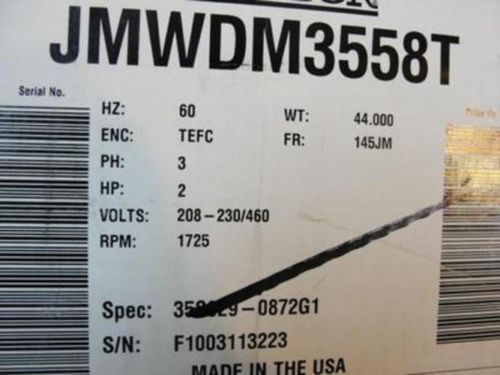 JMWDM3558T
Serial No.
HZ: 60 WT: 44.000
ENC: TEFC FR: 145JM
PH: 3
HP: 2
VOLTS: 208-230/460
RPM: 1725
Spec: -0872G1
S/N: F1003113223
MADE IN THE USA